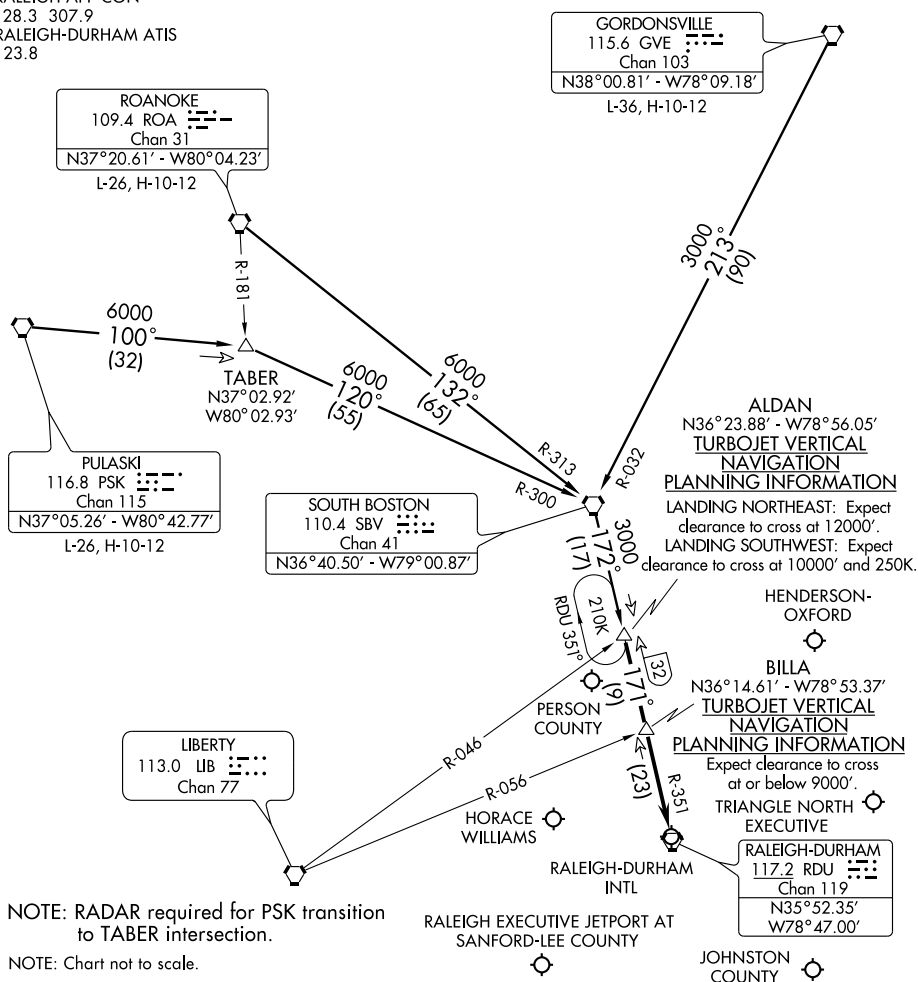 28.3 307.9
RALEIGH-DURHAM ATIS
23.8
GORDONSVILLE
115.6 GVE
Chan 103
N38°00.81' - W78°09.18'
L-36, H-10-12
ROANOKE
109.4 ROA
Chan 31
N37°20.61' - W80°04.23'
L-26, H-10-12
R-181
3000
213°
(90)
6000
100°
(32)
TABER
N37°02.92'
W80°02.93'
6000
132°
(65)
6000
120°
(55)
R-313
R-300
R-032
PULASKI
116.8 PSK
Chan 115
N37°05.26' - W80°42.77'
L-26, H-10-12
SOUTH BOSTON
110.4 SBV
Chan 41
N36°40.50' - W79°00.87'
3000
172°
(17)
ALDAN
N36°23.88' - W78°56.05'
TURBOJET VERTICAL
NAVIGATION
PLANNING INFORMATION
LANDING NORTHEAST: Expect
clearance to cross at 12000'.
LANDING SOUTHWEST: Expect
clearance to cross at 10000' and 250K.
210K
RDU 351°
32
171°
(9)
PERSON
COUNTY
HENDERSON-
OXFORD
BILLA
N36°14.61' - W78°53.37'
TURBOJET VERTICAL
NAVIGATION
PLANNING INFORMATION
Expect clearance to cross
at or below 9000'.
LIBERTY
113.0 LIB
Chan 77
R-046
R-056
(23)
R-351
HORACE
WILLIAMS
TRIANGLE NORTH
EXECUTIVE
RALEIGH-DURHAM
INTL
RALEIGH-DURHAM
117.2 RDU
Chan 119
N35°52.35'
W78°47.00'
NOTE: RADAR required for PSK transition
to TABER intersection.
NOTE: Chart not to scale.
RALEIGH EXECUTIVE JETPORT AT
SANFORD-LEE COUNTY
JOHNSTON
COUNTY